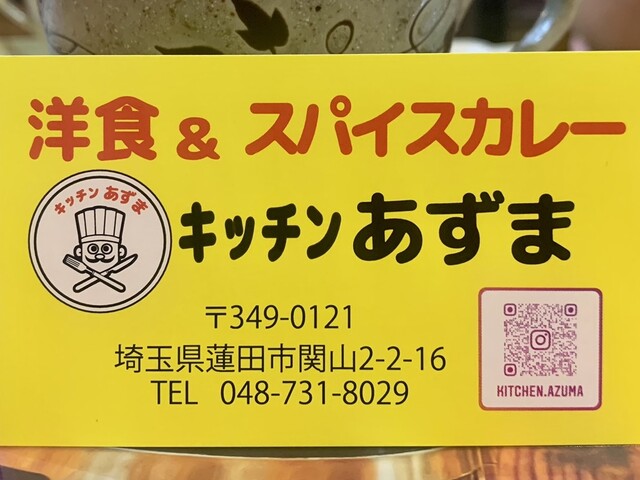 洋食 & スパイスカレー
キッチン あずま
キッチン あずま
〒349-0121
埼玉県蓮田市関山2-2-16
TEL 048-731-8029
KITCHEN.AZUMA